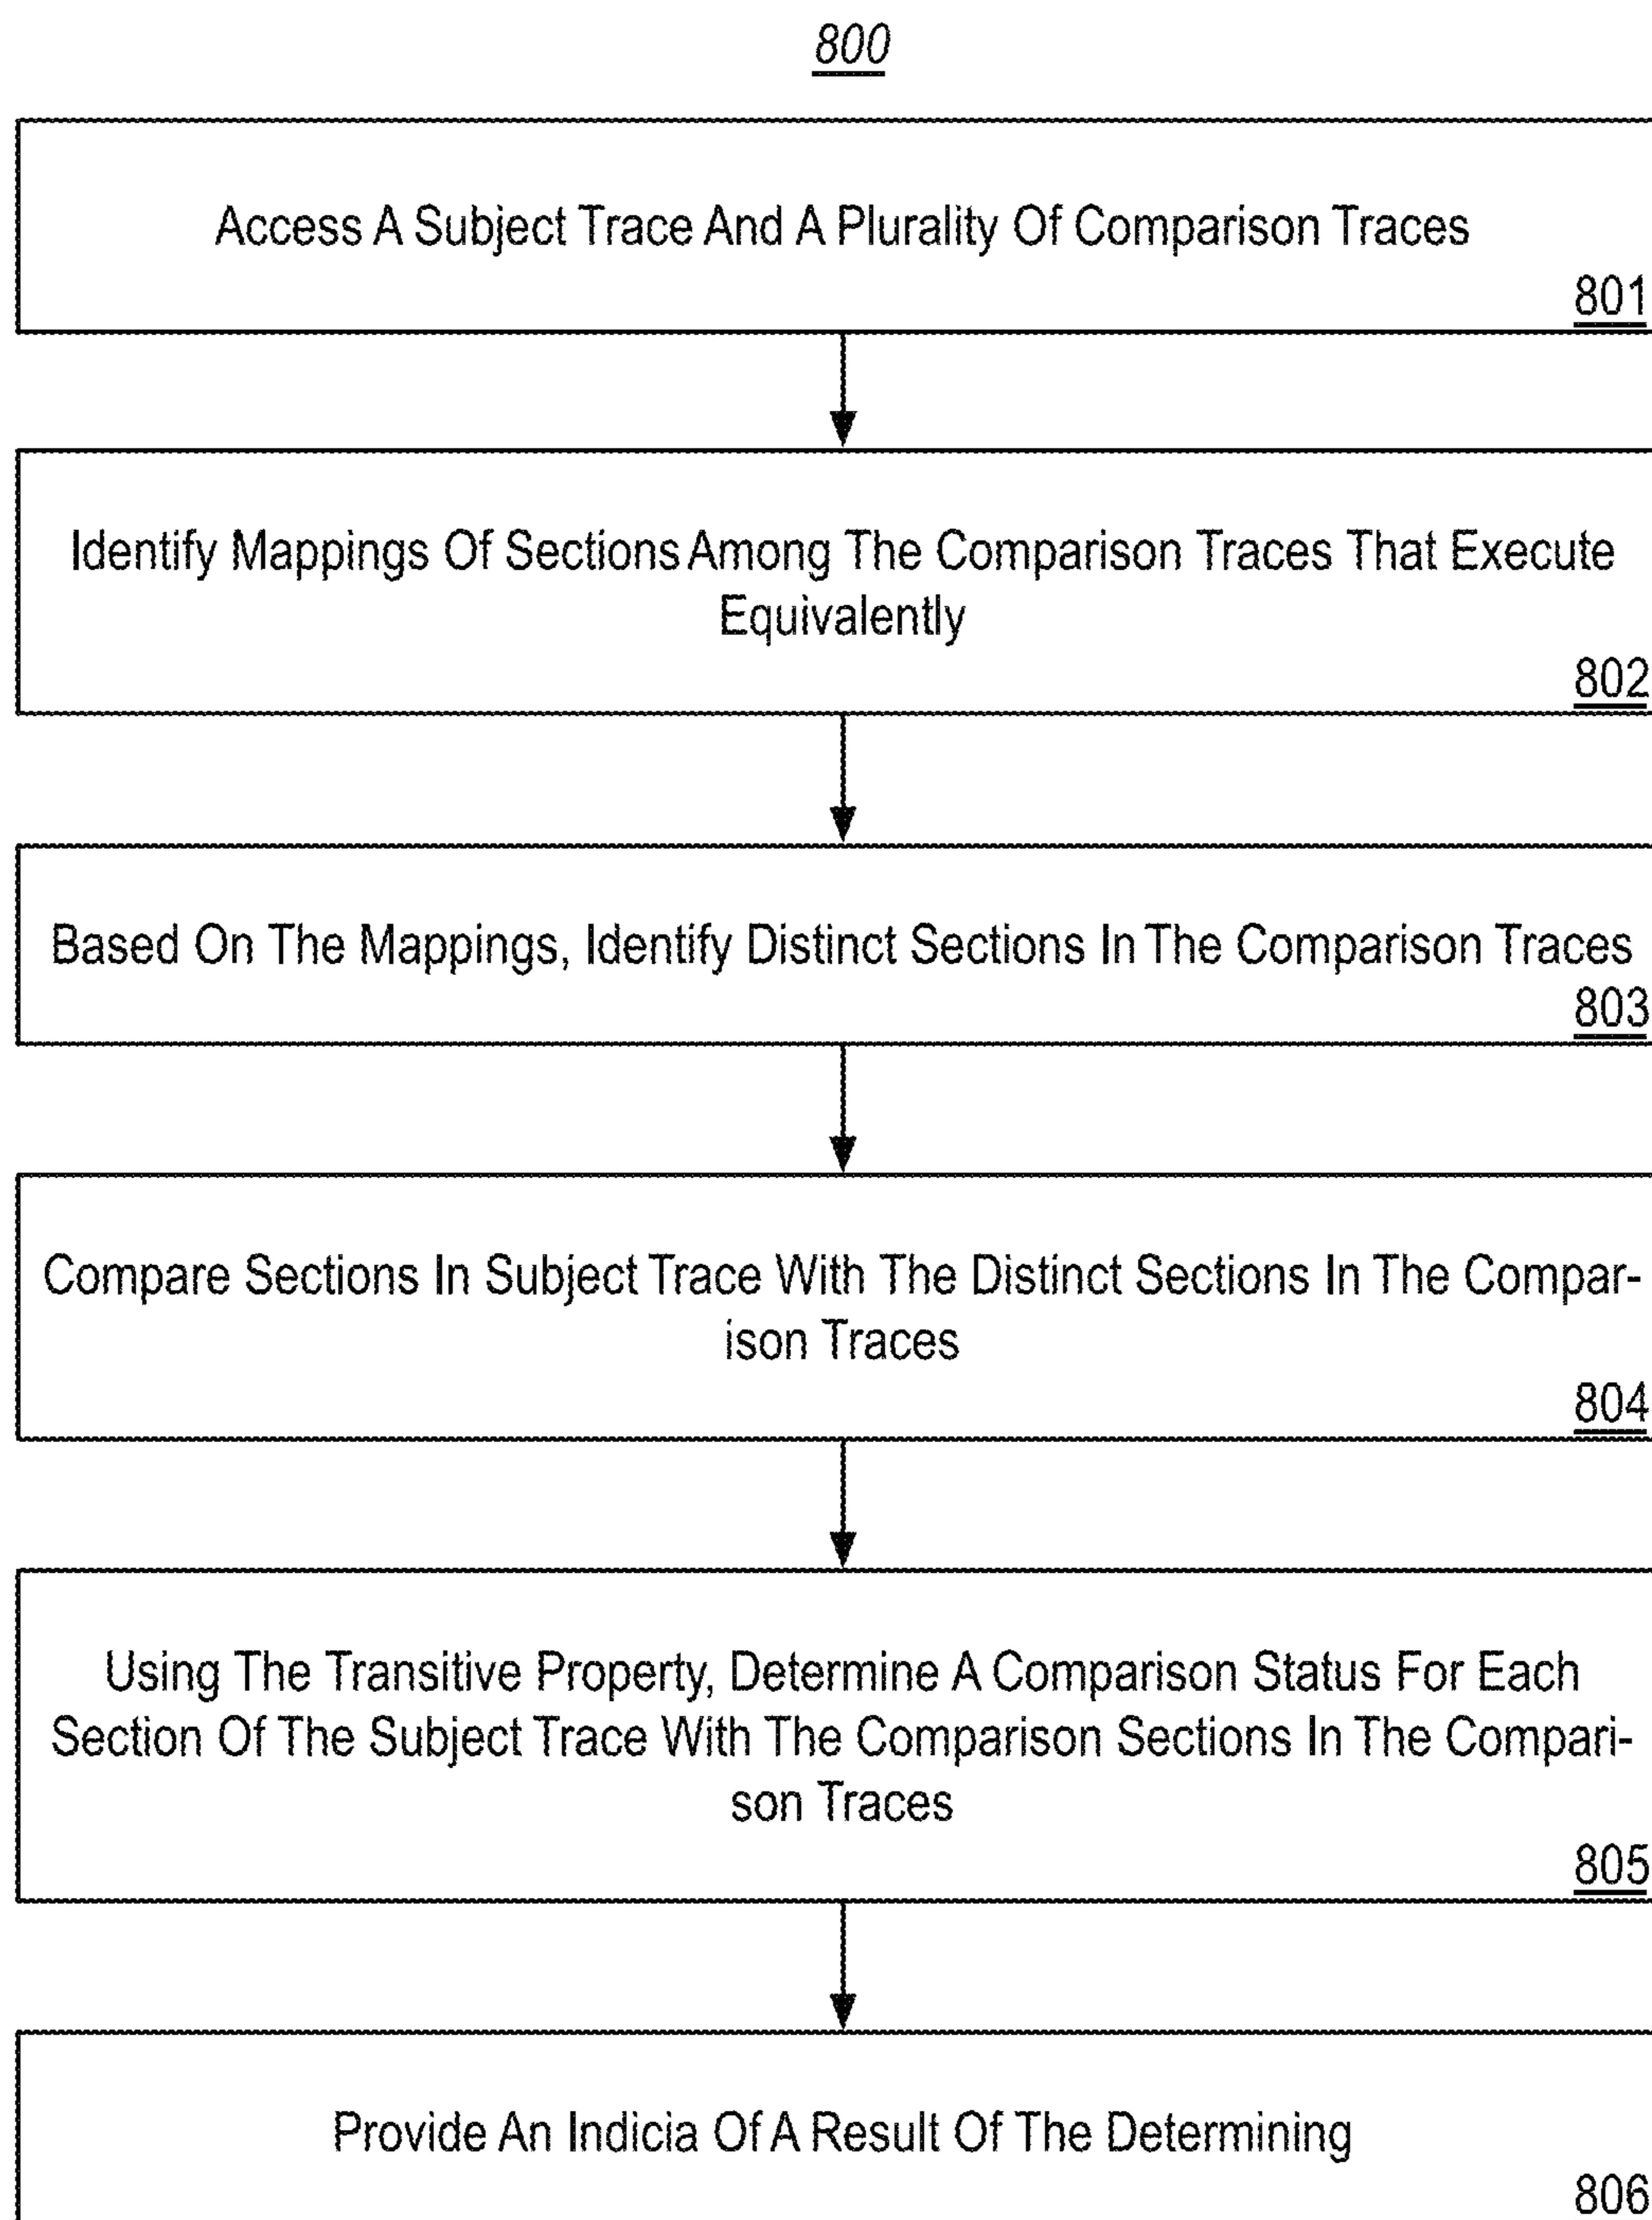 800
Access A Subject Trace And A Plurality Of Comparison Traces
801
Identify Mappings Of Sections Among The Comparison Traces That Execute
Equivalently
802
Based On The Mappings, Identify Distinct Sections In The Comparison Traces
803
Compare Sections In Subject Trace With The Distinct Sections In The Compar-
ison Traces
804
Using The Transitive Property, Determine A Comparison Status For Each
Section Of The Subject Trace With The Comparison Sections In The Compari-
son Traces
805
Provide An Indicia Of A Result Of The Determining
806